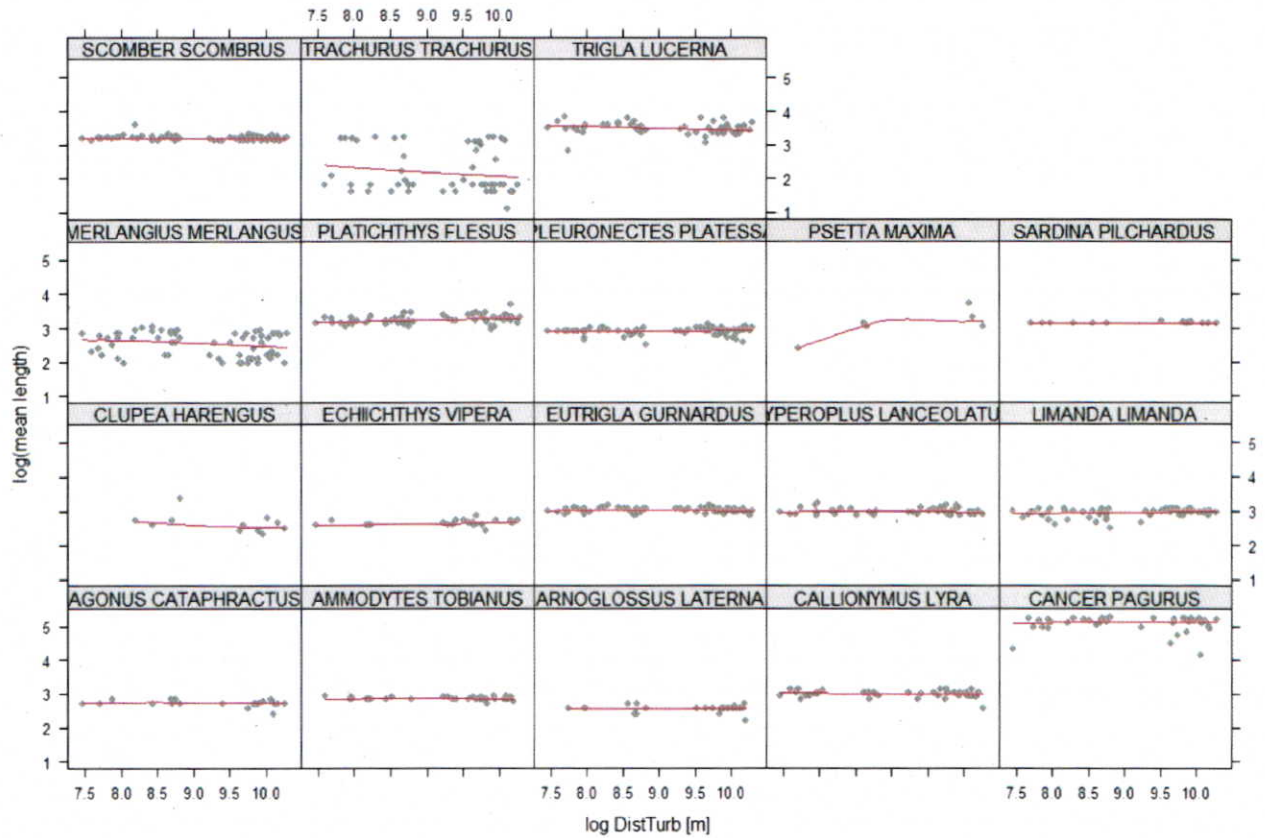 7.5 8.0 8.5 9.0 9.5 10.0
SCOMBER SCOMBRUS TRACHURUS TRACHURUS TRIGLA LUCERNA
5
4
3
2
1
MERLANGIUS MERLANGUS PLATICHTHYS FLESUS PLEURONECTES PLATESSA PSETTA MAXIMA SARDINA PILCHARDUS
5
4
3
2
1
CLUPEA HARENGUS ECHIICHTHYS VIPERA EUTRIGLA GURNARDUS YPEROPLUS LANCEOLATU LIMANDA LIMANDA
5
4
3
2
1
AGONUS CATAPHRACTUS AMMODYTES TOBIANUS ARNOGLOSSUS LATERNA CALLIONYMUS LYRA CANCER PAGURUS
5
4
3
2
1
7.5 8.0 8.5 9.0 9.5 10.0 7.5 8.0 8.5 9.0 9.5 10.0 7.5 8.0 8.5 9.0 9.5 10.0
log(mean length)
log DistTurb [m]